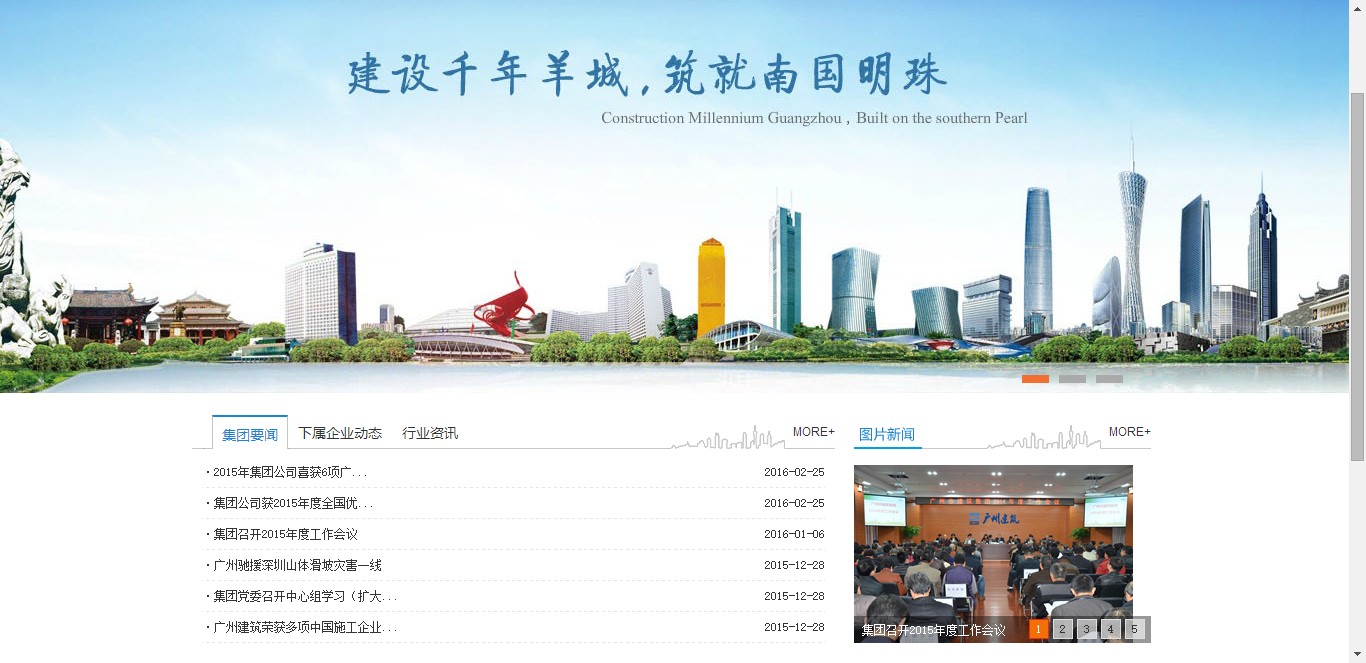 建设千年羊城,筑就南国明珠
Construction Millennium Guangzhou , Built on the southern Pearl
集团要闻 下属企业动态 行业资讯 MORE+
· 2015年集团公司喜获6项广... 2016-02-25
· 集团公司获2015年度全国优... 2016-02-25
· 集团召开2015年度工作会议 2016-01-06
· 广州驰援深圳山体滑坡灾害一线 2015-12-28
· 集团党委召开中心组学习（扩大... 2015-12-28
· 广州建筑荣获多项中国施工企业... 2015-12-28
图片新闻 MORE+
广州建筑
集团召开2015年度工作会议 1 2 3 4 5